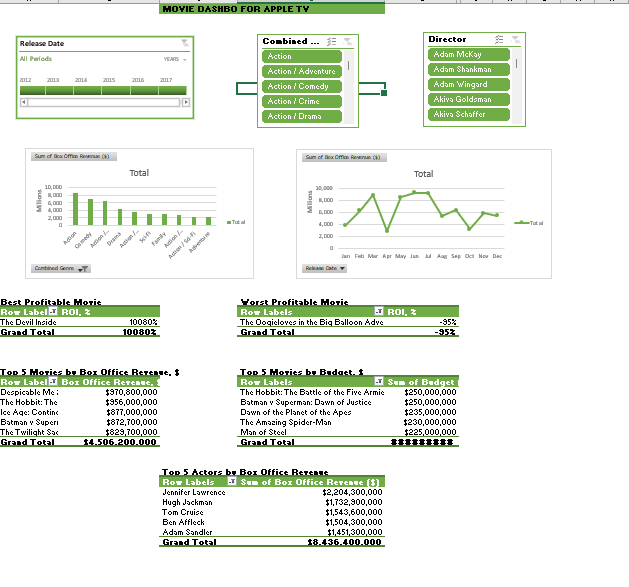 MOVIE DASHBO FOR APPLE TV
Release Date
All Periods
YEARS
2012 2013 2014 2015 2016 2017
Combined ...
Action
Action / Adventure
Action / Comedy
Action / Crime
Action / Drama
Director
Adam McKay
Adam Shankman
Adam Wingard
Akiva Goldsman
Akiva Schaffer
Sum of Box Office Revenue ($)
Total
Millions
10,000
8,000
6,000
4,000
2,000
Action
Comedy
Action /...
Drama
Action /...
Sci-Fi
Family
Action /...
Action / Sci-Fi
Adventure
Total
Combined Genre
Sum of Box Office Revenue ($)
Total
Millions
10,000
8,000
6,000
4,000
2,000
0
Jan Feb Mar Apr May Jun Jul Aug Sep Oct Nov Dec
Total
Release Date
Best Profitable Movie
Row Label ROI, %
The Devil Inside 10080%
Grand Total 10080%
Worst Profitable Movie
Row Labels ROI, %
The Oogieloves in the Big Balloon Adve -95%
Grand Total -95%
Top 5 Movies by Box Office Revenue, $
Row Label Box Office Revenue,
Despicable Me $970,800,000
The Hobbit: The $956,000,000
Ice Age: Contine $877,000,000
Batman v Super $872,700,000
The Twilight Sa $829,700,000
Grand Total $4,506,200,000
Top 5 Movies by Budget, $
Row Labels Sum of Budget
The Hobbit: The Battle of the Five Armie $250,000,000
Batman v Superman: Dawn of Justice $250,000,000
Dawn of the Planet of the Apes $235,000,000
The Amazing Spider-Man $230,000,000
Man of Steel $225,000,000
Grand Total #########
Top 5 Actors by Box Office Revenue
Row Labels Sum of Box Office Revenue ($)
Jennifer Lawrence $2,204,300,000
Hugh Jackman $1,732,900,000
Tom Cruise $1,543,600,000
Ben Affleck $1,504,300,000
Adam Sandler $1,451,300,000
Grand Total $8,436,400,000